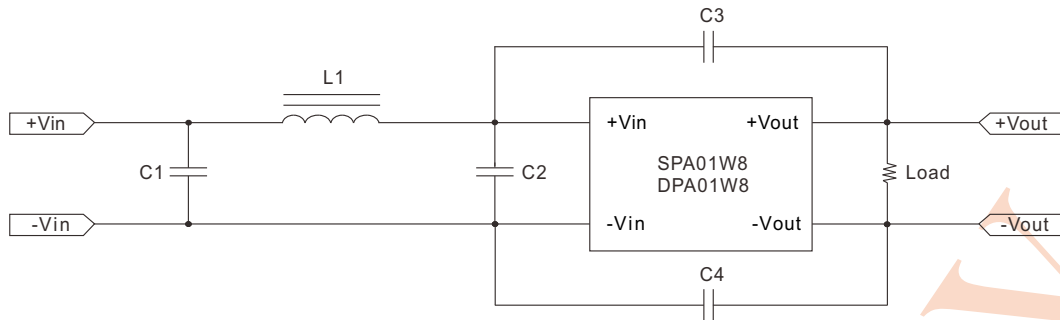 C3
L1
+Vin
+Vin
+Vout
+Vout
C1
C2
SPA01W8
DPA01W8
Load
-Vin
-Vin
-Vout
-Vout
C4